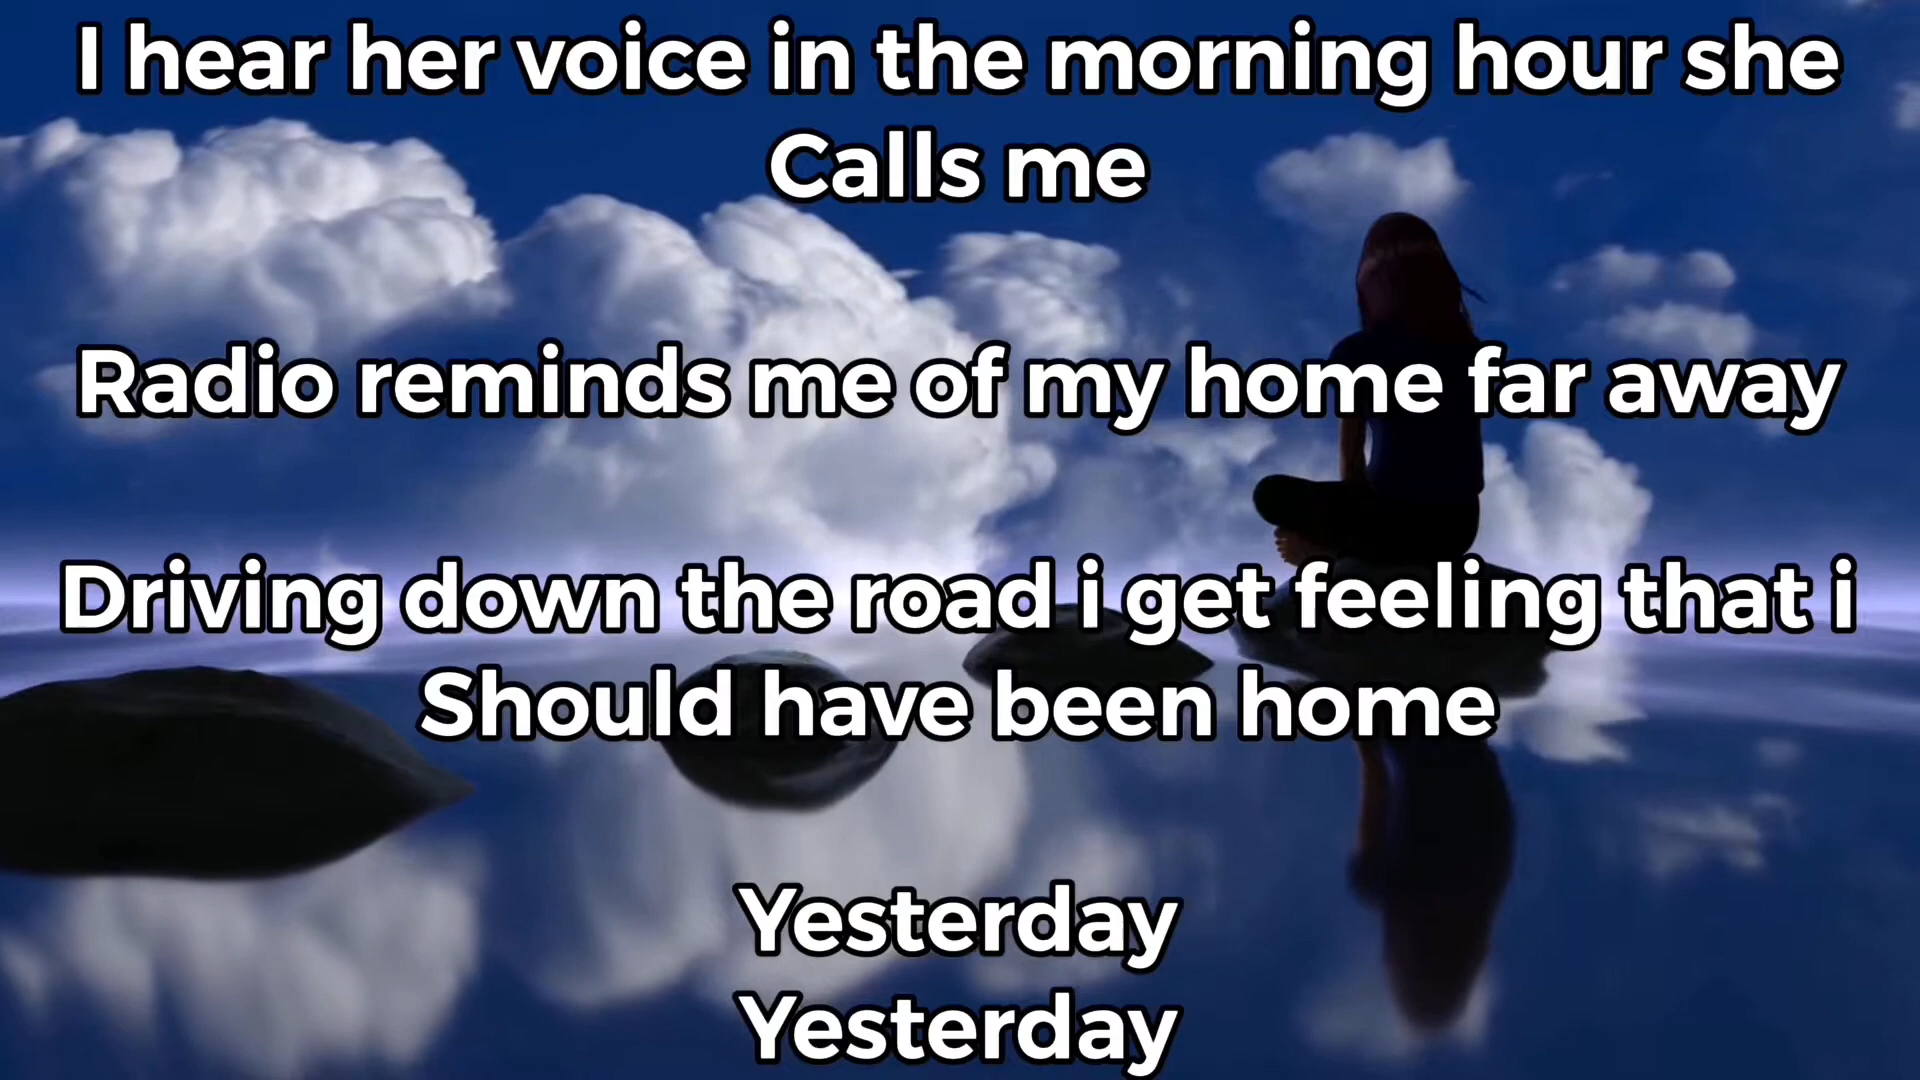 I hear her voice in the morning hour she
Calls me
Radio reminds me of my home far away
Driving down the road i get feeling that i
Should have been home
Yesterday
Yesterday